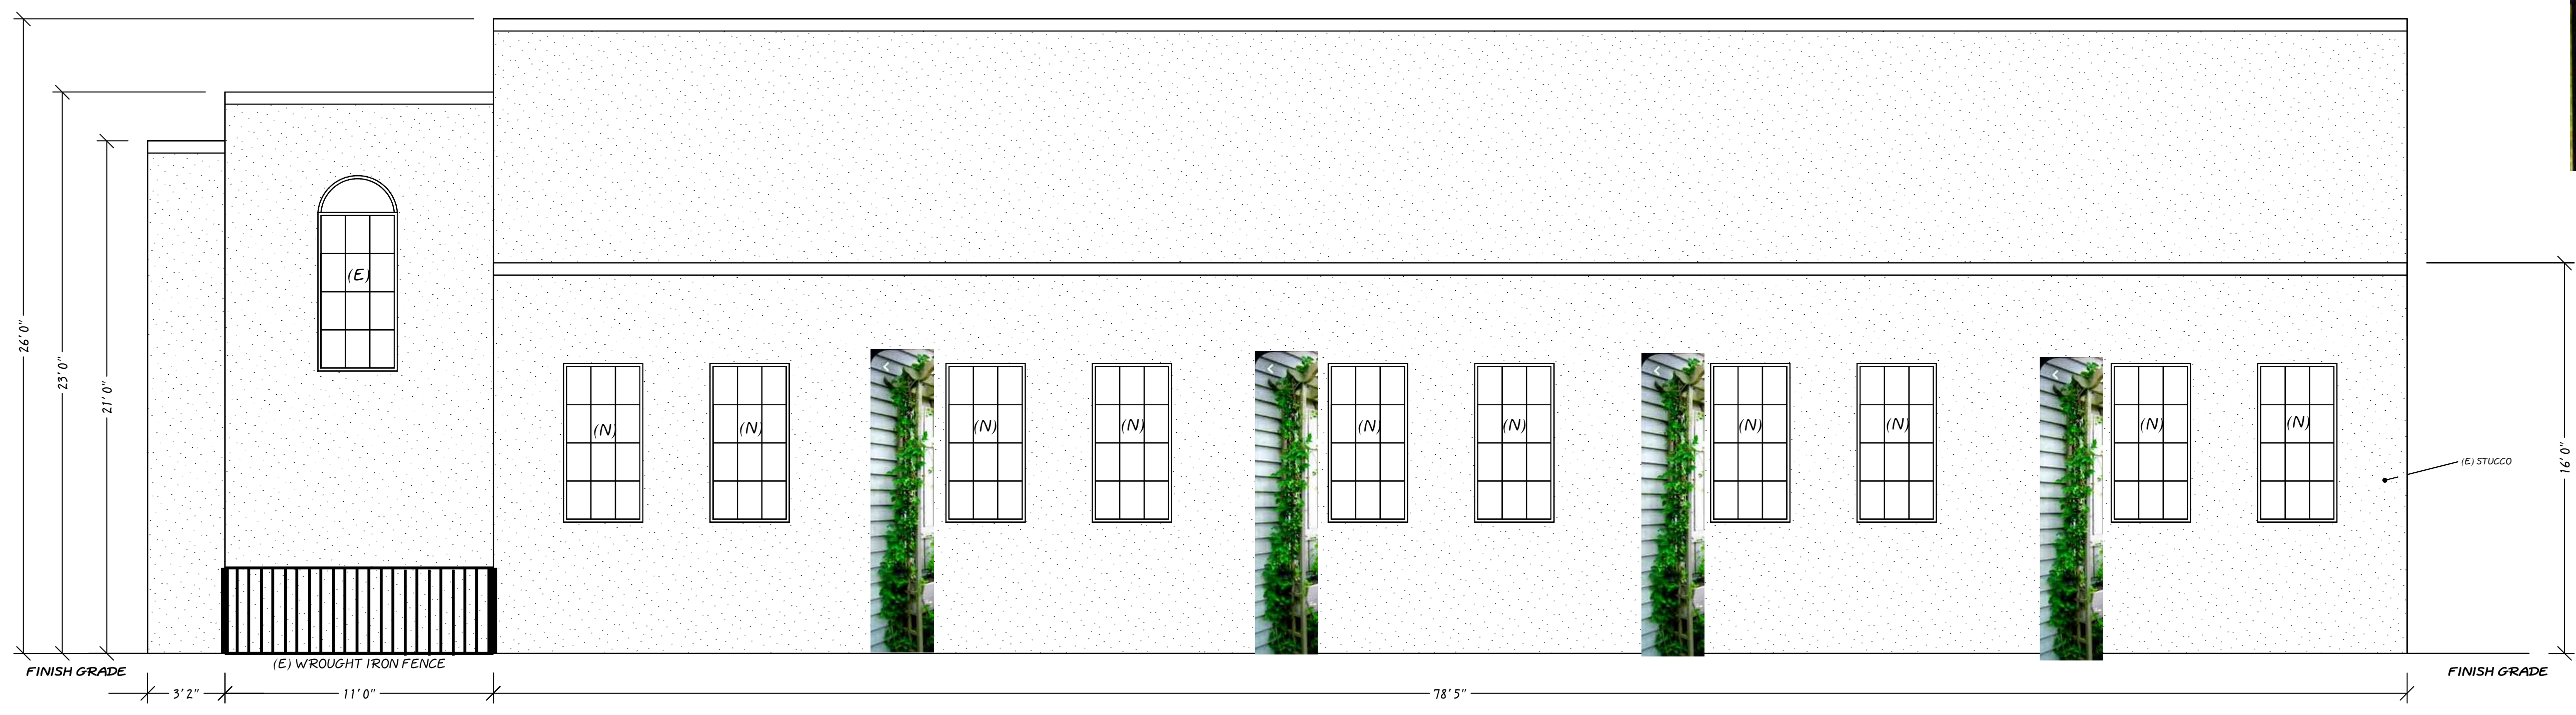 26'0"
23'0"
21'0"
(E)
(N)
(N)
(N)
(N)
(N)
(N)
(N)
(N)
(N)
(N)
(E) STUCCO
16'0"
(E) WROUGHT IRON FENCE
FINISH GRADE
FINISH GRADE
3'2"
11'0"
78'5"